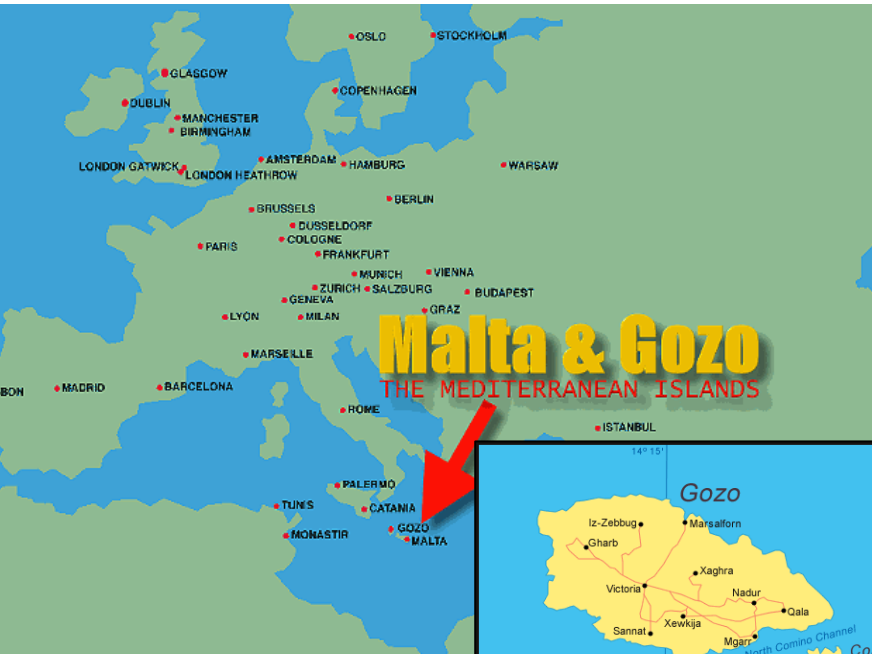 OSLO
STOCKHOLM
GLASGOW
COPENHAGEN
DUBLIN
MANCHESTER
BIRMINGHAM
LONDON GATWICK
LONDON HEATHROW
AMSTERDAM
HAMBURG
WARSAW
BERLIN
BRUSSELS
DUSSELDORF
COLOGNE
PARIS
FRANKFURT
MUNICH
VIENNA
ZURICH
SALZBURG
BUDAPEST
GENEVA
GRAZ
LYON
MILAN
Malta & Gozo
THE MEDITERRANEAN ISLANDS
MARSEILLE
BON
MADRID
BARCELONA
ROME
ISTANBUL
PALERMO
TUNIS
CATANIA
MONASTIR
GOZO
MALTA
14° 15'
Gozo
Iz-Zebbug
Marsalforn
Gharb
Xaghra
Victoria
Nadur
Qala
Xewkija
Sannat
Mgarr
North Comino Channel
Co